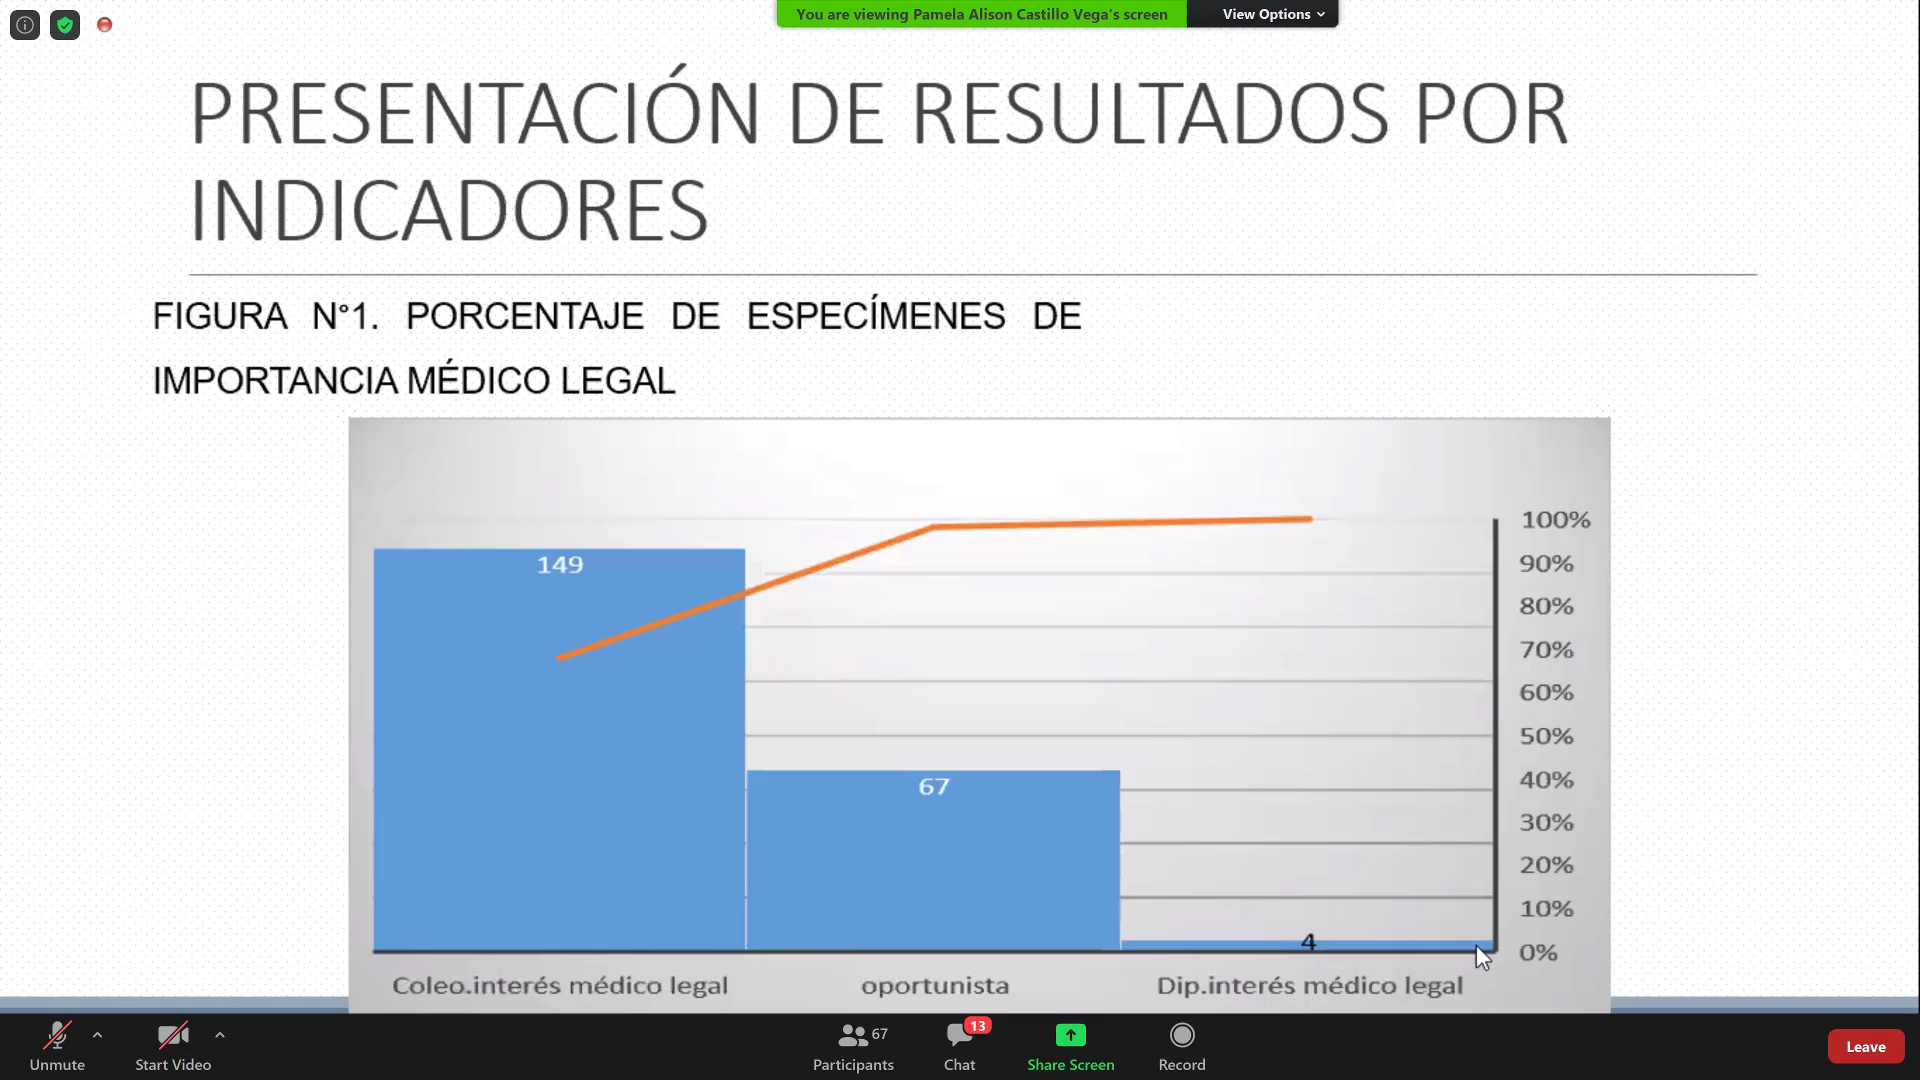 You are viewing Pamela Alison Castillo Vega's screen
View Options
PRESENTACIÓN DE RESULTADOS POR
INDICADORES
FIGURA N°1. PORCENTAJE DE ESPECÍMENES DE
IMPORTANCIA MÉDICO LEGAL
149
67
4
100%
90%
80%
70%
60%
50%
40%
30%
20%
10%
0%
Coleo.interés médico legal
oportunista
Dip.interés médico legal
67
13
Unmute
Start Video
Participants
Chat
Share Screen
Record
Leave